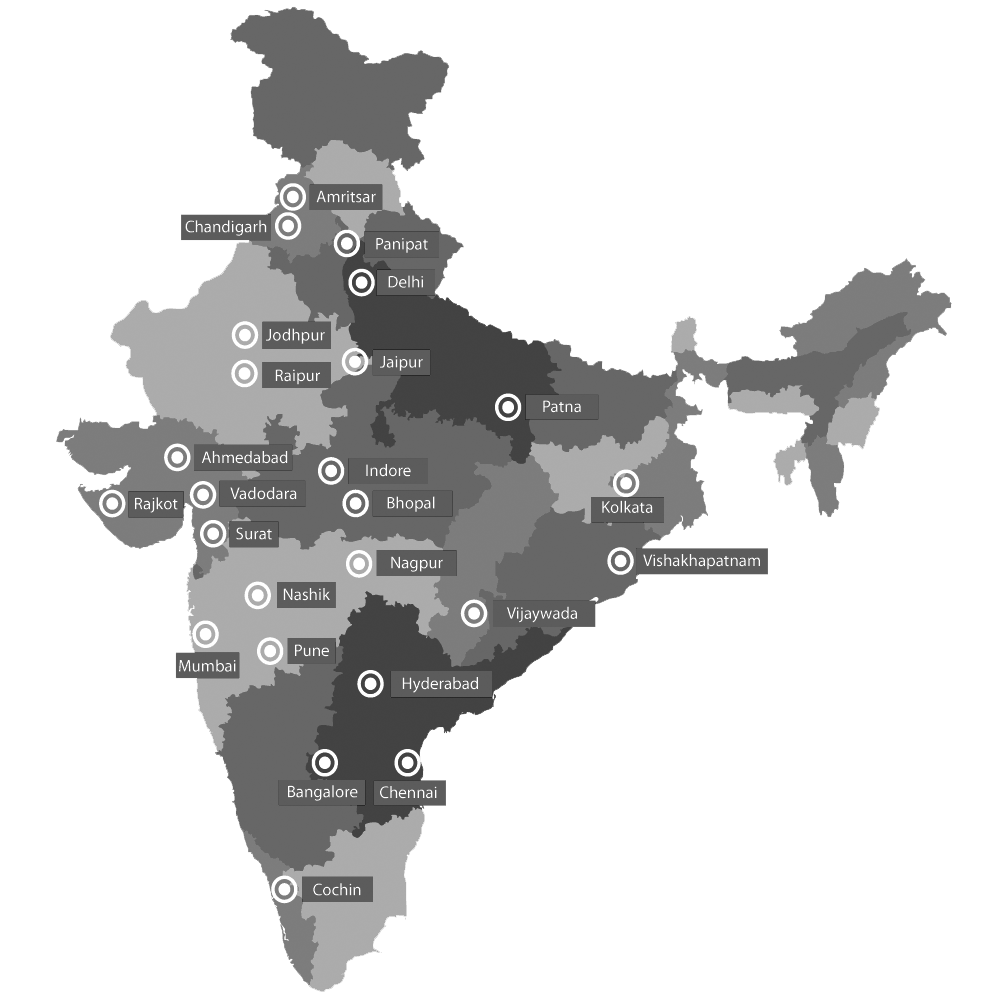 Amritsar
Chandigarh
Panipat
Delhi
Jodhpur
Jaipur
Raipur
Patna
Ahmedabad
Indore
Vadodara
Rajkot
Bhopal
Kolkata
Surat
Vishakhapatnam
Nagpur
Nashik
Vijaywada
Pune
Mumbai
Hyderabad
Bangalore
Chennai
Cochin